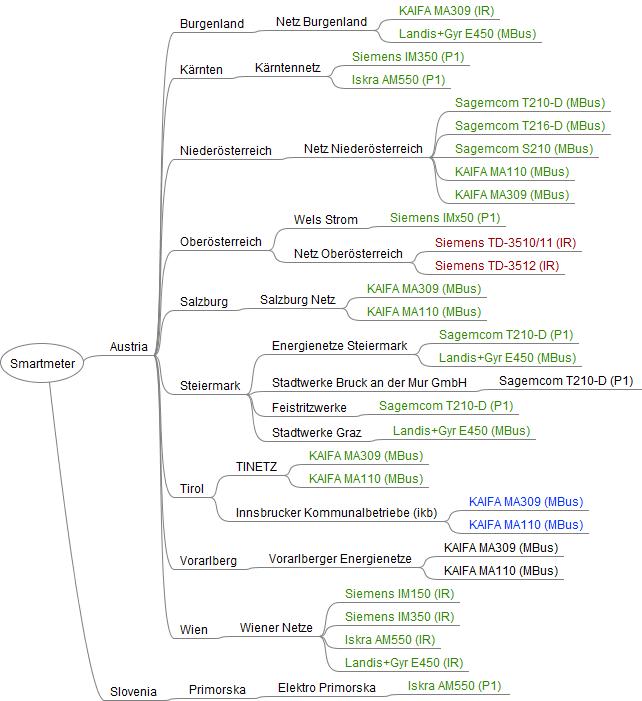 Smartmeter
Austria
Burgenland
Netz Burgenland
KAIFA MA309 (IR)
Landis+Gyr E450 (MBus)
Kärnten
Kärntennetz
Siemens IM350 (P1)
Iskra AM550 (P1)
Niederösterreich
Netz Niederösterreich
Sagemcom T210-D (MBus)
Sagemcom T216-D (MBus)
Sagemcom S210 (MBus)
KAIFA MA110 (MBus)
KAIFA MA309 (MBus)
Oberösterreich
Wels Strom
Siemens IMx50 (P1)
Netz Oberösterreich
Siemens TD-3510/11 (IR)
Siemens TD-3512 (IR)
Salzburg
Salzburg Netz
KAIFA MA309 (MBus)
KAIFA MA110 (MBus)
Steiermark
Energienetze Steiermark
Sagemcom T210-D (P1)
Landis+Gyr E450 (MBus)
Stadtwerke Bruck an der Mur GmbH
Sagemcom T210-D (P1)
Feistritzwerke
Sagemcom T210-D (P1)
Stadtwerke Graz
Landis+Gyr E450 (MBus)
Tirol
TINETZ
KAIFA MA309 (MBus)
KAIFA MA110 (MBus)
Innsbrucker Kommunalbetriebe (ikb)
KAIFA MA309 (MBus)
KAIFA MA110 (MBus)
Vorarlberg
Vorarlberger Energienetze
KAIFA MA309 (MBus)
KAIFA MA110 (MBus)
Wien
Wiener Netze
Siemens IM150 (IR)
Siemens IM350 (IR)
Iskra AM550 (IR)
Landis+Gyr E450 (IR)
Slovenia
Primorska
Elektro Primorska
Iskra AM550 (P1)